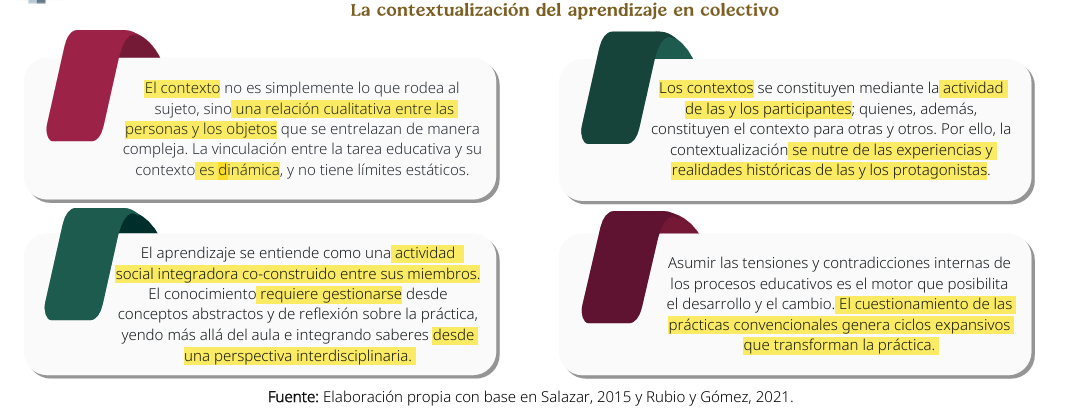 La contextualización del aprendizaje en colectivo
El contexto no es simplemente lo que rodea al
sujeto, sino una relación cualitativa entre las
personas y los objetos que se entrelazan de manera
compleja. La vinculación entre la tarea educativa y su
contexto es dinámica, y no tiene límites estáticos.
Los contextos se constituyen mediante la actividad
de las y los participantes; quienes, además,
constituyen el contexto para otras y otros. Por ello, la
contextualización se nutre de las experiencias y
realidades históricas de las y los protagonistas.
El aprendizaje se entiende como una actividad
social integradora co-construido entre sus miembros.
El conocimiento requiere gestionarse desde
conceptos abstractos y de reflexión sobre la práctica,
yendo más allá del aula e integrando saberes desde
una perspectiva interdisciplinaria.
Asumir las tensiones y contradicciones internas de
los procesos educativos es el motor que posibilita
el desarrollo y el cambio. El cuestionamiento de las
prácticas convencionales genera ciclos expansivos
que transforman la práctica.
Fuente: Elaboración propia con base en Salazar, 2015 y Rubio y Gómez, 2021.